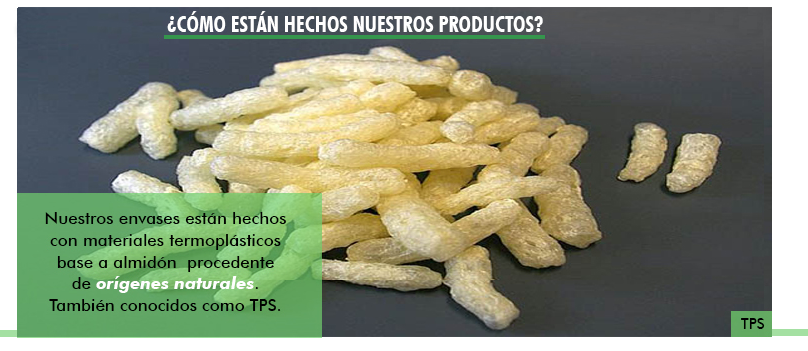 ¿CÓMO ESTÁN HECHOS NUESTROS PRODUCTOS?
Nuestros envases están hechos
con materiales termoplásticos
base a almidón procedente
de orígenes naturales.
También conocidos como TPS.
TPS